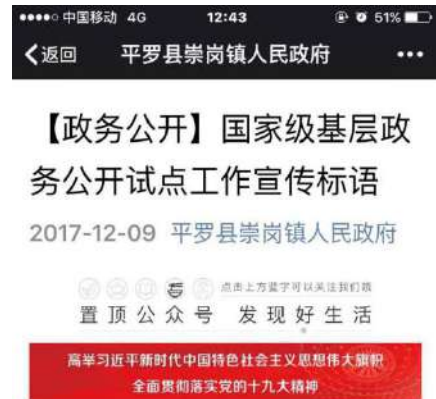 中国移动 4G 12:43 51%
返回 平罗县崇岗镇人民政府
【政务公开】国家级基层政
务公开试点工作宣传标语
2017-12-09 平罗县崇岗镇人民政府
点击上方蓝字可以关注我们哦
置顶公众号 发现好生活
高举习近平新时代中国特色社会主义思想伟大旗帜
全面贯彻落实党的十九大精神